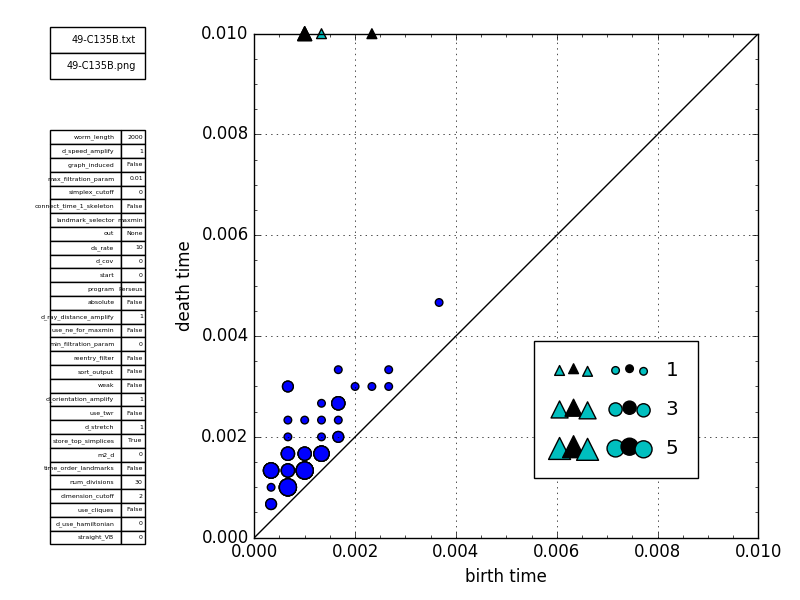 49-C135B.txt
49-C135B.png
worm_length 2000
d_speed_amplify 1
graph_induced False
max_filtration_param 0.01
simplex_cutoff 0
connect_time_1_skeleton False
landmark_selector maxmin
out None
ds_rate 10
d_cov 0
start 0
program Perseus
absolute False
d_ray_distance_amplify 1
use_ne_for_maxmin False
min_filtration_param 0
reentry_filter False
sort_output False
weak False
d_orientation_amplify 1
use_twr False
d_stretch 1
store_top_simplices True
m2_d 0
time_order_landmarks False
num_divisions 30
dimension_cutoff 2
use_cliques False
d_use_hamiltonian 0
straight_VB 0
death time
0.010
0.008
0.006
0.004
0.002
0.000
0.000 0.002 0.004 0.006 0.008 0.010
birth time
1
3
5